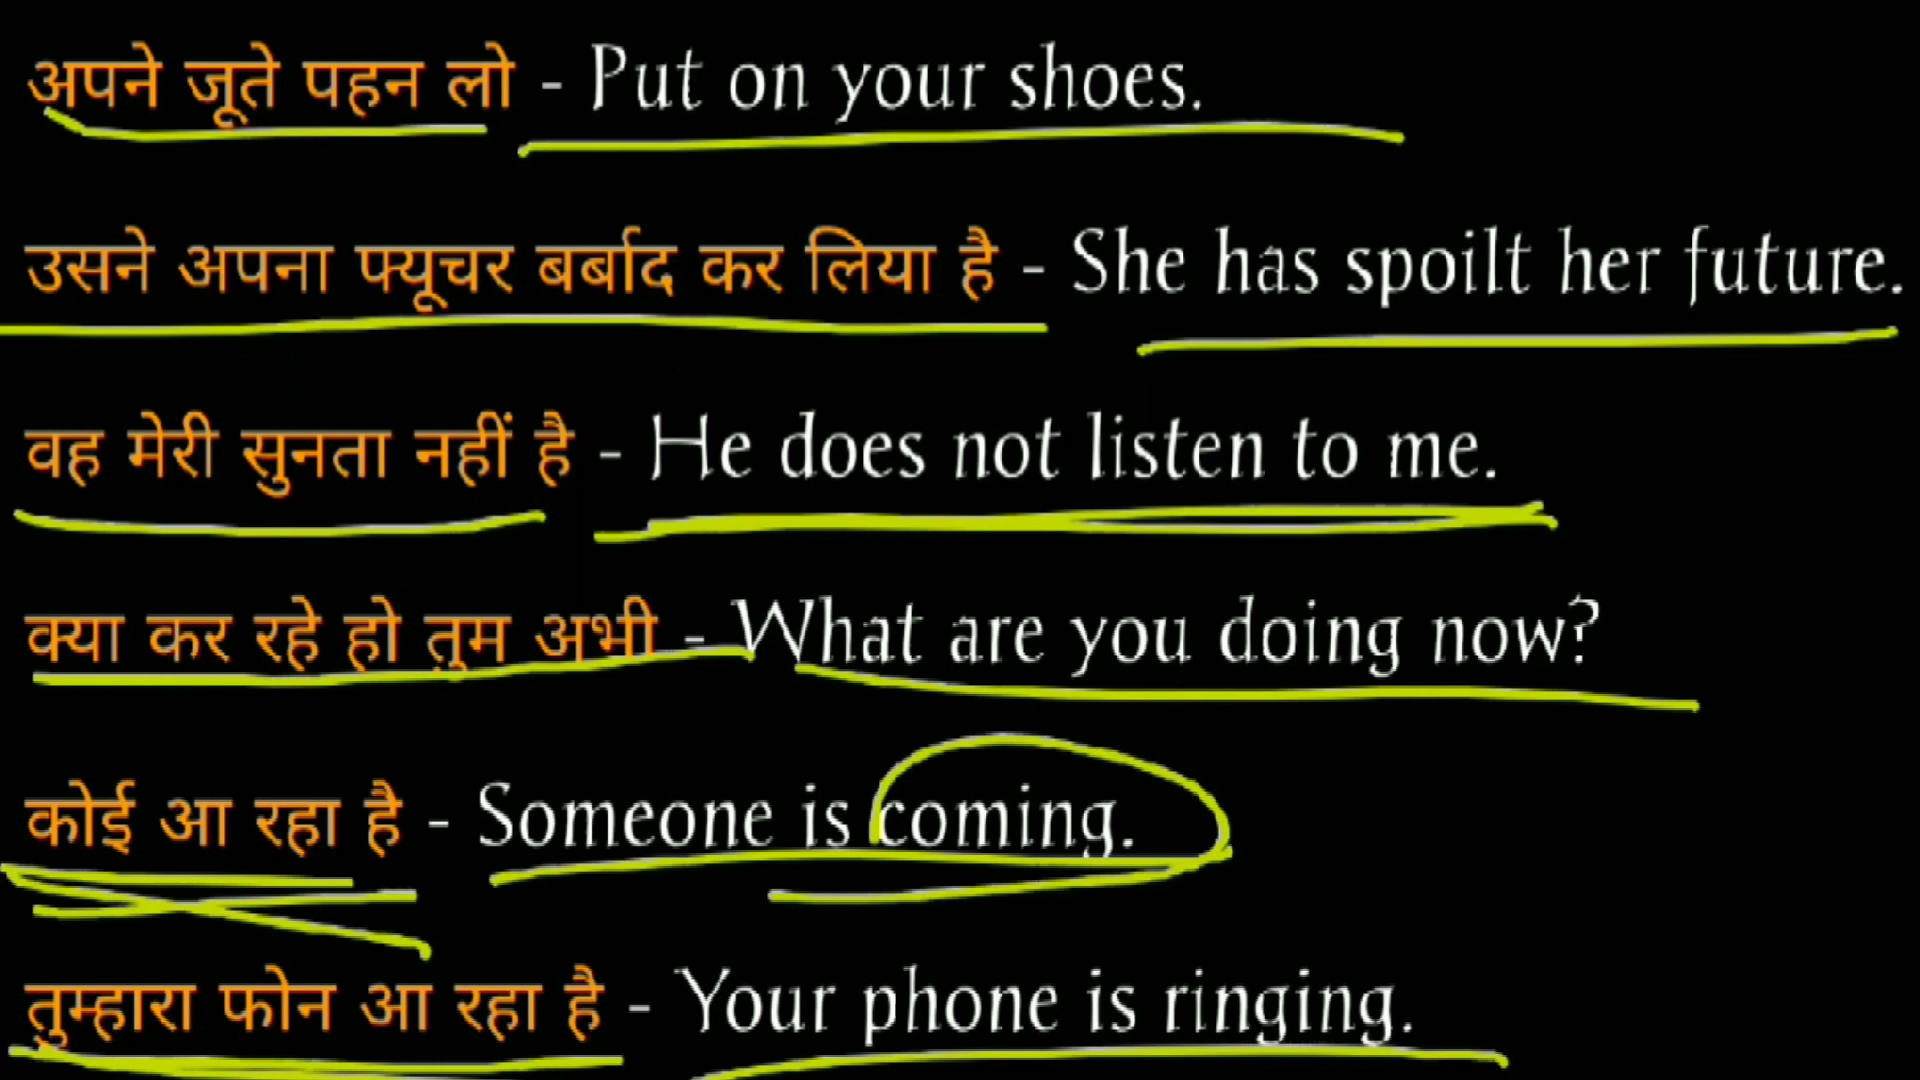 अपने जूते पहन लो - Put on your shoes.
उसने अपना फ्यूचर बर्बाद कर लिया है - She has spoilt her future.
वह मेरी सुनता नहीं है - He does not listen to me.
क्या कर रहे हो तुम अभी - What are you doing now?
कोई आ रहा है - Someone is coming.
तुम्हारा फोन आ रहा है - Your phone is ringing.